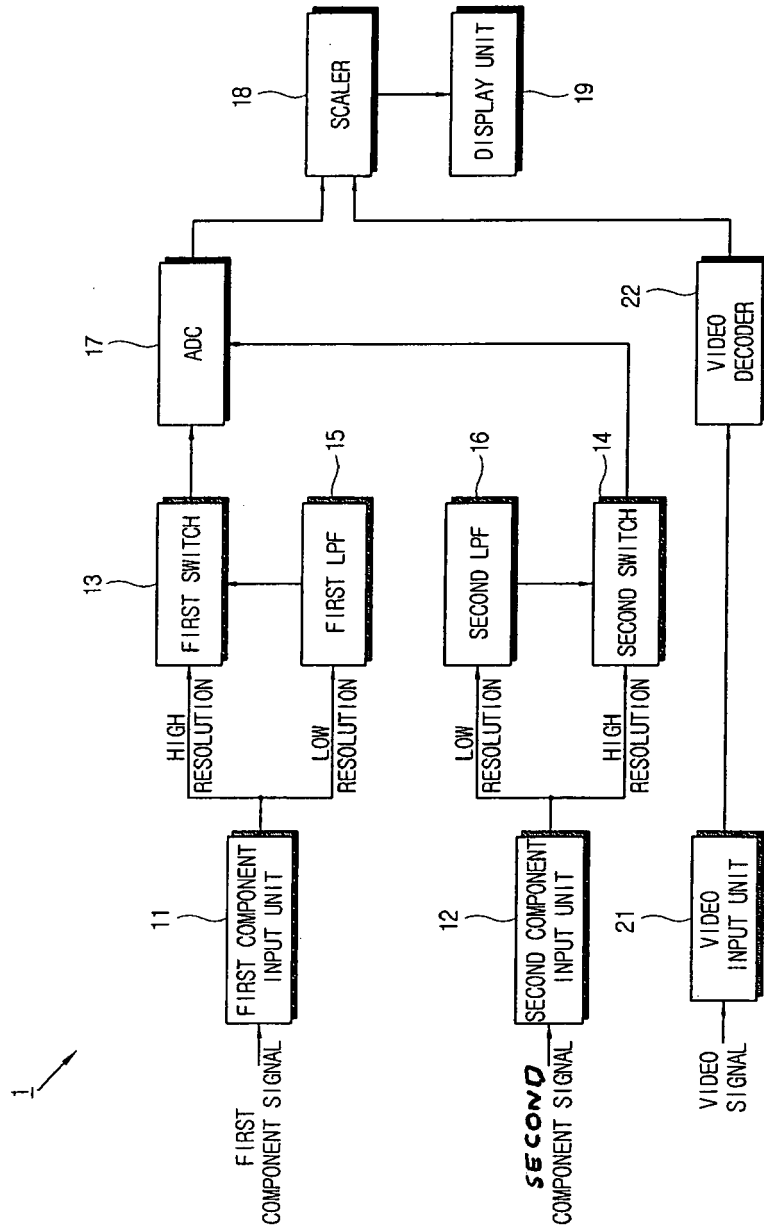 1
FIRST
COMPONENT SIGNAL
11
FIRST COMPONENT
INPUT UNIT
HIGH
RESOLUTION
LOW
RESOLUTION
13
FIRST SWITCH
FIRST LPF
15
17
ADC
18
SCALER
DISPLAY UNIT
19
SECOND
COMPONENT SIGNAL
12
SECOND COMPONENT
INPUT UNIT
LOW
RESOLUTION
HIGH
RESOLUTION
SECOND LPF
16
SECOND SWITCH
14
VIDEO
SIGNAL
21
VIDEO
INPUT UNIT
VIDEO
DECODER
22